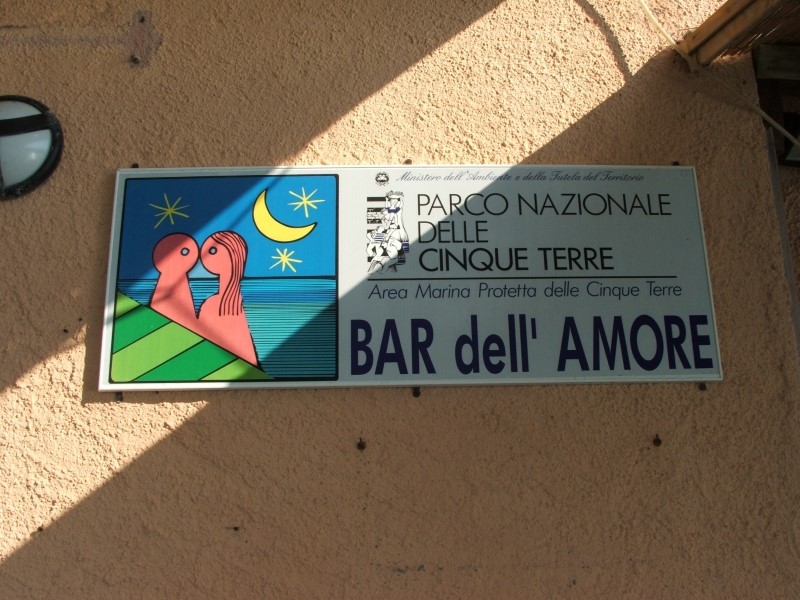 Ministero dell'Ambiente e della Tutela del Territorio
PARCO NAZIONALE
DELLE
CINQUE TERRE
Area Marina Protetta delle Cinque Terre
BAR dell' AMORE